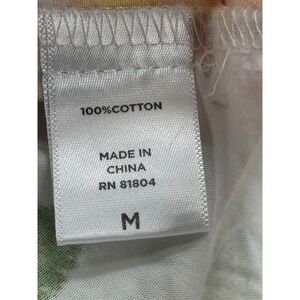 100%COTTON
MADE IN
CHINA
RN 81804
M